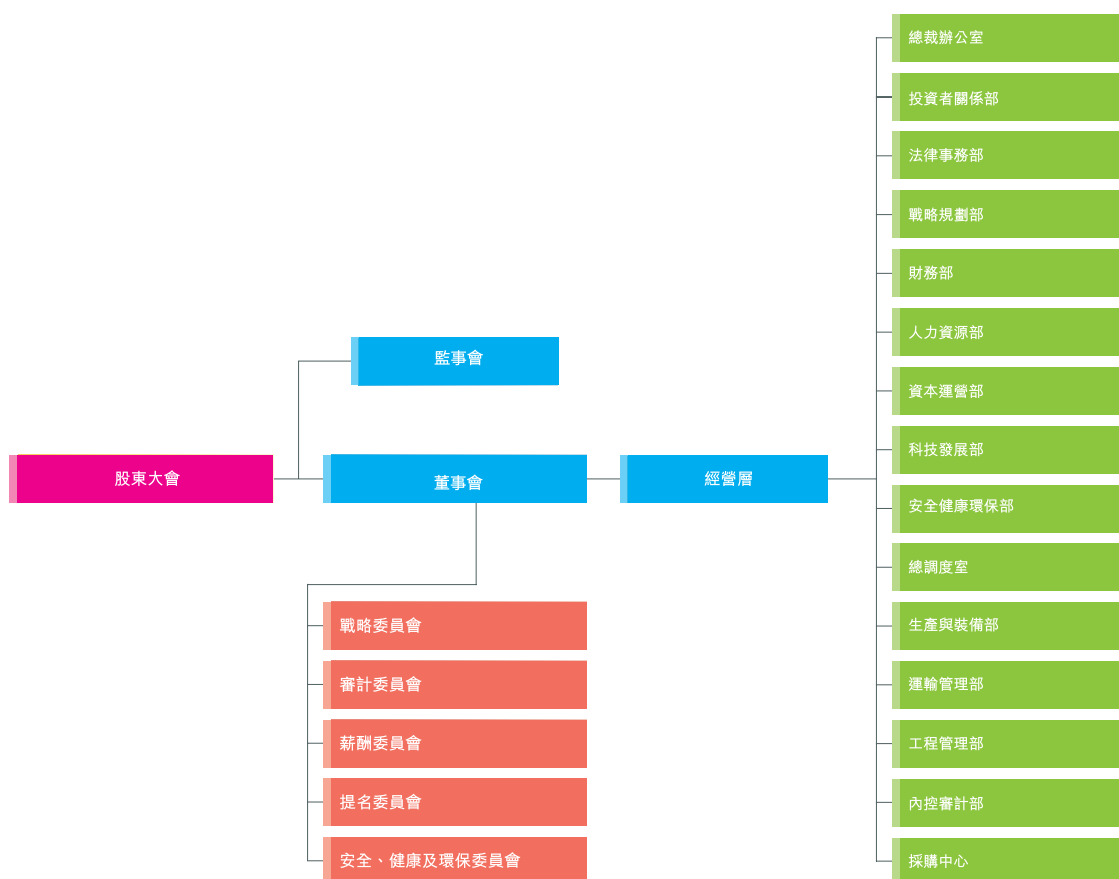 股東大會
監事會
董事會
經營層
戰略委員會
審計委員會
薪酬委員會
提名委員會
安全、健康及環保委員會
總裁辦公室
投資者關係部
法律事務部
戰略規劃部
財務部
人力資源部
資本運營部
科技發展部
安全健康環保部
總調度室
生產與裝備部
運輸管理部
工程管理部
內控審計部
採購中心